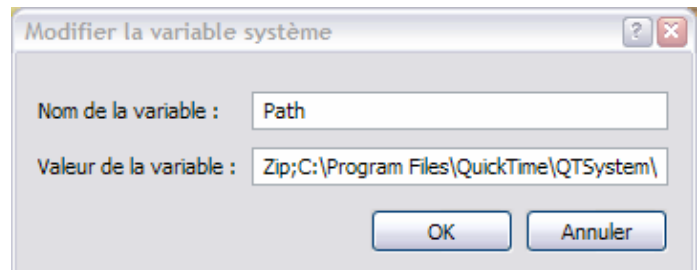 Modifier la variable système
Nom de la variable : Path
Valeur de la variable : Zip;C:\Program Files\QuickTime\QTSystem\
OK Annuler